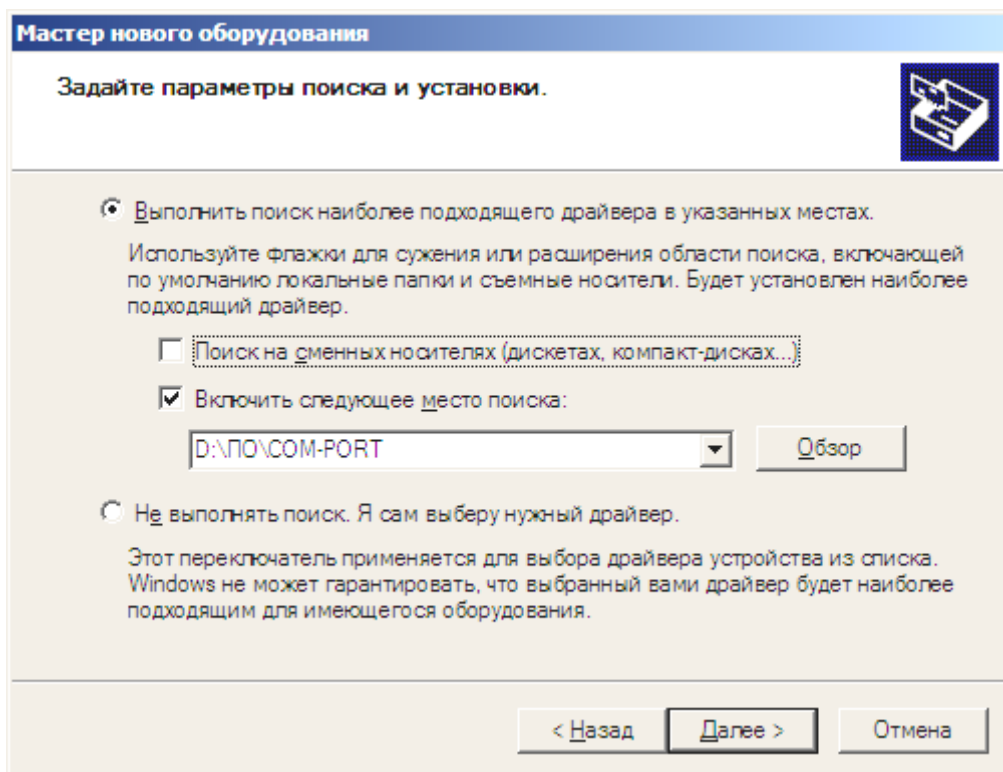 Мастер нового оборудования
Задайте параметры поиска и установки.
Выполнить поиск наиболее подходящего драйвера в указанных местах.
Используйте флажки для сужения или расширения области поиска, включающей
по умолчанию локальные папки и съемные носители. Будет установлен наиболее
подходящий драйвер.
Поиск на сменных носителях (дискетах, компакт-дисках...)
Включить следующее место поиска:
D:\ПО\COM-PORT
Обзор
Не выполнять поиск. Я сам выберу нужный драйвер.
Этот переключатель применяется для выбора драйвера устройства из списка.
Windows не может гарантировать, что выбранный вами драйвер будет наиболее
подходящим для имеющегося оборудования.
< Назад
Далее >
Отмена